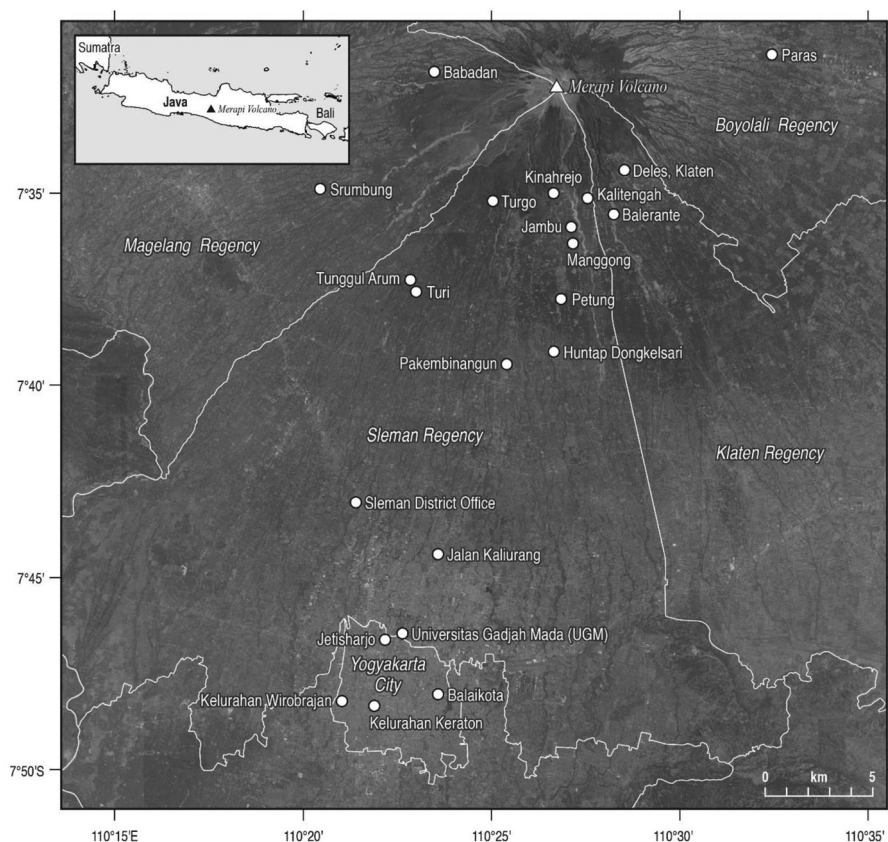 Sumatra
Java
Merapi Volcano
Bali
Babadan
Merapi Volcano
Paras
Boyolali Regency
Deles, Klaten
Kinahrejo
7°35'
Srumbung
Turgo
Kalitengah
Balerante
Jambu
Magelang Regency
Manggong
Tunggul Arum
Turi
Petung
Huntap Dongkelsari
Pakembinangun
7°40'
Sleman Regency
Klaten Regency
Sleman District Office
Jalan Kaliurang
7°45'
Universitas Gadjah Mada (UGM)
Jetisharjo
Yogyakarta
City
Balaikota
Kelurahan Wirobrajan
Kelurahan Keraton
7°50'S
0 km 5
110°15'E 110°20' 110°25' 110°30' 110°35'